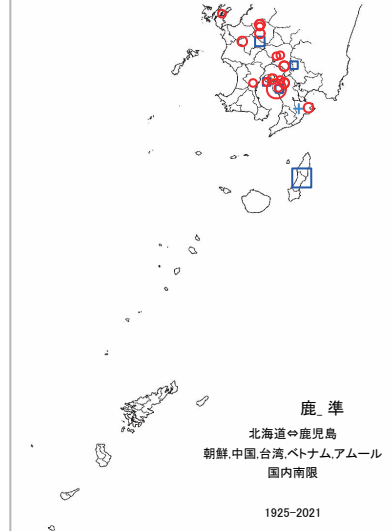 鹿_準
北海道⇔鹿児島
朝鮮,中国,台湾,ベトナム,アムール
国内南限
1925-2021